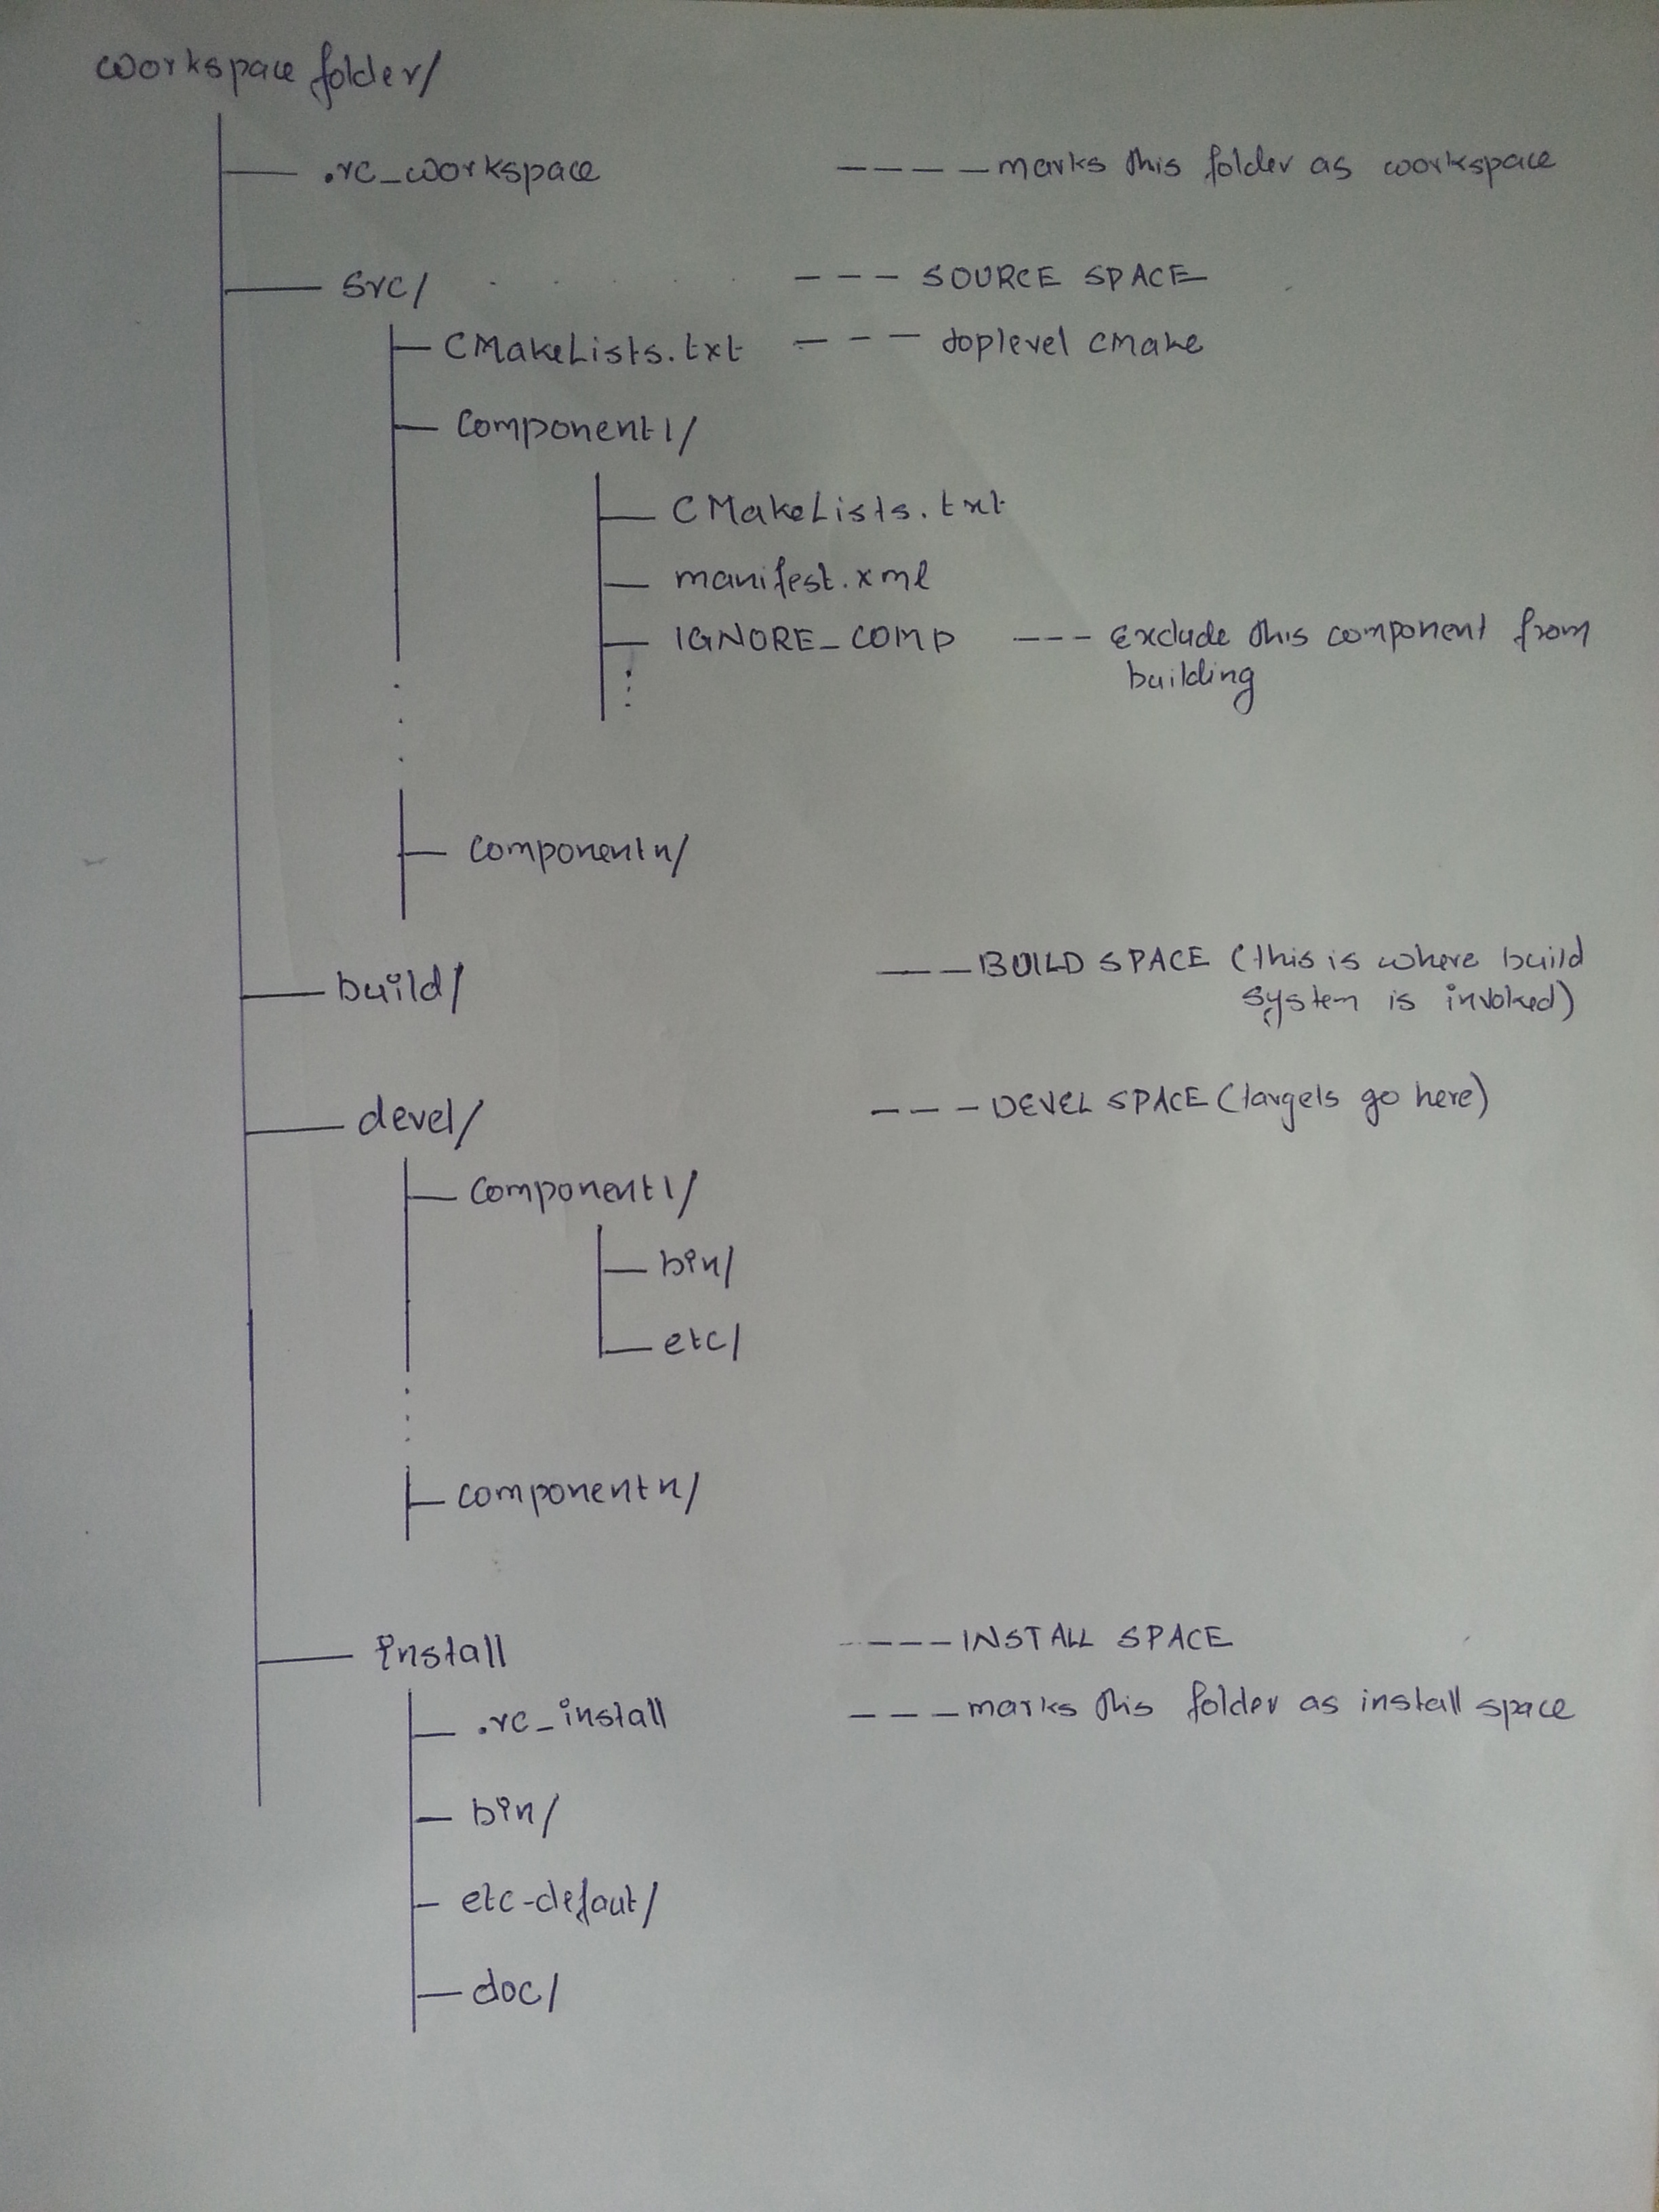 workspace folder/
.rc_workspace ---- marks this folder as workspace
src/ --- SOURCE SPACE
CMakeLists.txt --- toplevel cmake
component1/
CMakeLists.txt
manifest.xml
IGNORE_COMP --- Exclude this component from
building
componentn/
build/ -- BUILD SPACE (this is where build
system is invoked)
devel/ --- DEVEL SPACE (targets go here)
component1/
bin/
etc/
componentn/
install ---- INSTALL SPACE
.rc_install --- marks this folder as install space
bin/
etc-defaut/
doc/